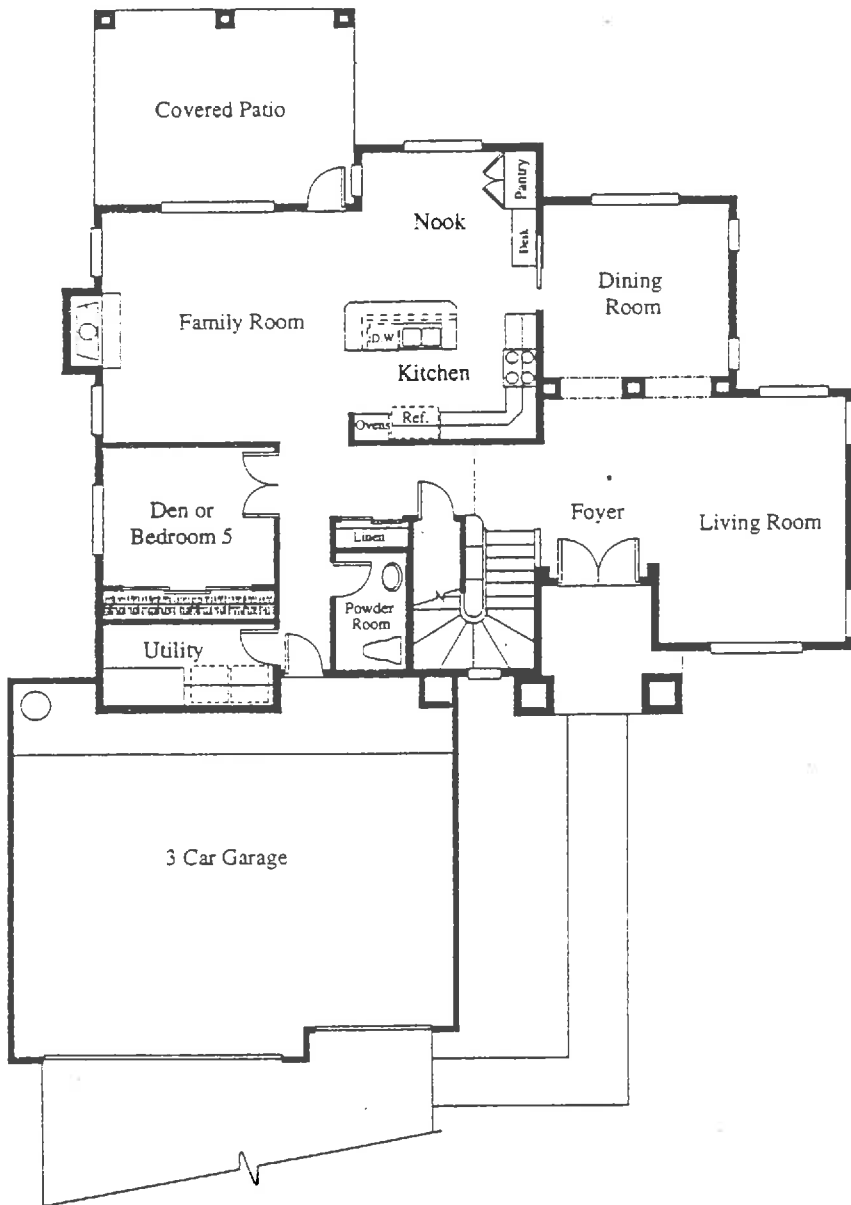 Covered Patio
Pantry
Nook
Desk
Dining
Room
Family Room
D.W
Kitchen
Ref.
Ovens
Den or
Bedroom 5
Foyer
Living Room
Linen
Powder
Room
Utility
3 Car Garage